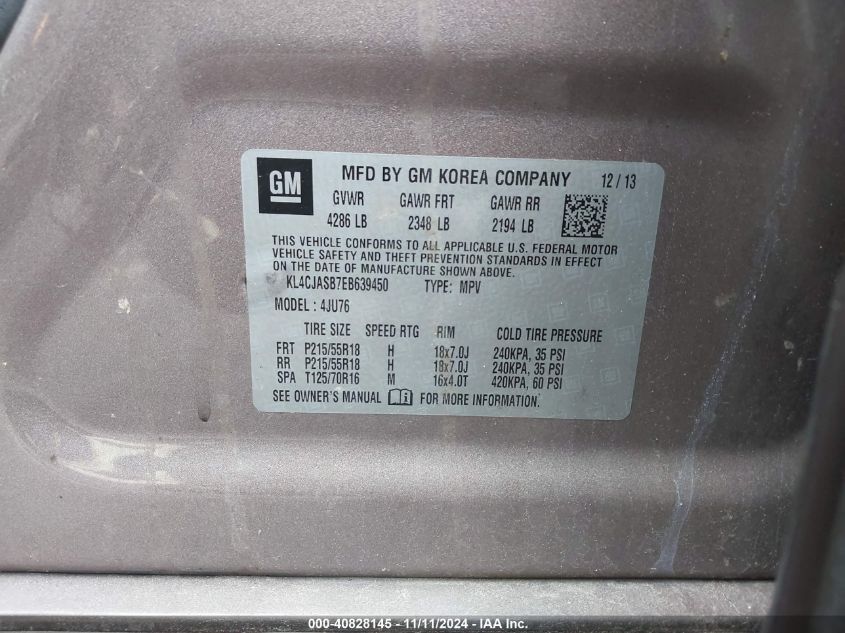 GM
MFD BY GM KOREA COMPANY 12 / 13
GVWR GAWR FRT GAWR RR
4286 LB 2348 LB 2194 LB
THIS VEHICLE CONFORMS TO ALL APPLICABLE U.S. FEDERAL MOTOR
VEHICLE SAFETY AND THEFT PREVENTION STANDARDS IN EFFECT
ON THE DATE OF MANUFACTURE SHOWN ABOVE.
KL4CJASB7EB639450 TYPE: MPV
MODEL : 4JU76
TIRE SIZE SPEED RTG RIM COLD TIRE PRESSURE
FRT P215/55R18 H 18x7.0J 240KPA, 35 PSI
RR P215/55R18 H 18x7.0J 240KPA, 35 PSI
SPA T125/70R16 M 16x4.0T 420KPA, 60 PSI
SEE OWNER'S MANUAL FOR MORE INFORMATION.
000-40828145 - 11/11/2024 - IAA Inc.